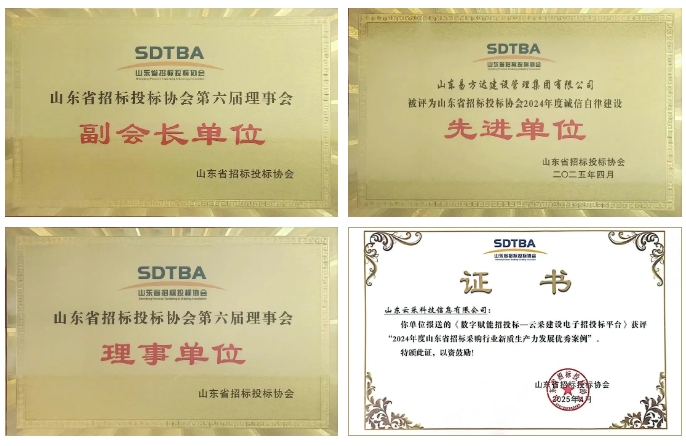 SDTBA
山东省招标投标协会
山东省招标投标协会第六届理事会
副会长单位
山东省招标投标协会
SDTBA
山东省招标投标协会
山东易方达建设管理集团有限公司
被评为山东省招标投标协会2024年度诚信自律建设
先进单位
山东省招标投标协会
二〇二五年四月
SDTBA
山东省招标投标协会
山东省招标投标协会第六届理事会
理事单位
山东省招标投标协会
SDTBA
山东省招标投标协会
证 书
山东云采科技信息有限公司：
你单位报送的《数字赋能招投标—云采建设电子招投标平台》获评
“2024年度山东省招标采购行业新质生产力发展优秀案例”。
特颁此证，以资鼓励！
山东省招标投标协会
2025年4月